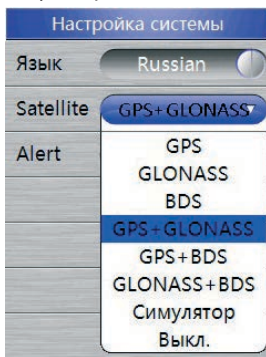 Настройка системы
Язык Russian
Satellite GPS+GLONASS
Alert
GPS
GLONASS
BDS
GPS+GLONASS
GPS+BDS
GLONASS+BDS
Симулятор
Выкл.